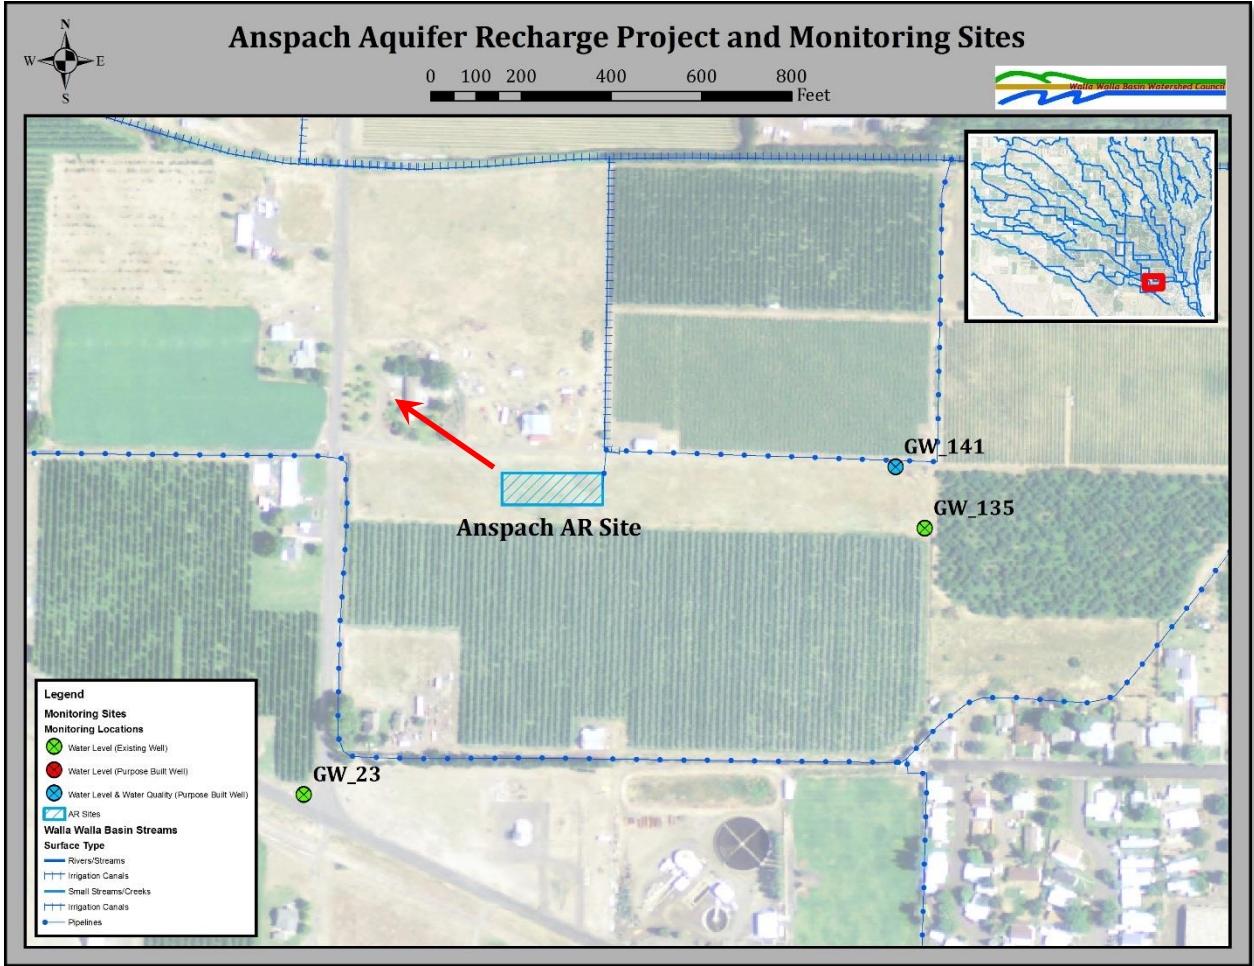 Anspach Aquifer Recharge Project and Monitoring Sites
N
W E
S
0 100 200 400 600 800
Feet
Walla Walla Basin Watershed Council
GW_141
GW_135
Anspach AR Site
GW_23
Legend
Monitoring Sites
Monitoring Locations
Water Level (Existing Well)
Water Level (Purpose Built Well)
Water Level & Water Quality (Purpose Built Well)
AR Sites
Walla Walla Basin Streams
Surface Type
Rivers/Streams
Irrigation Canals
Small Streams/Creeks
Irrigation Canals
Pipelines